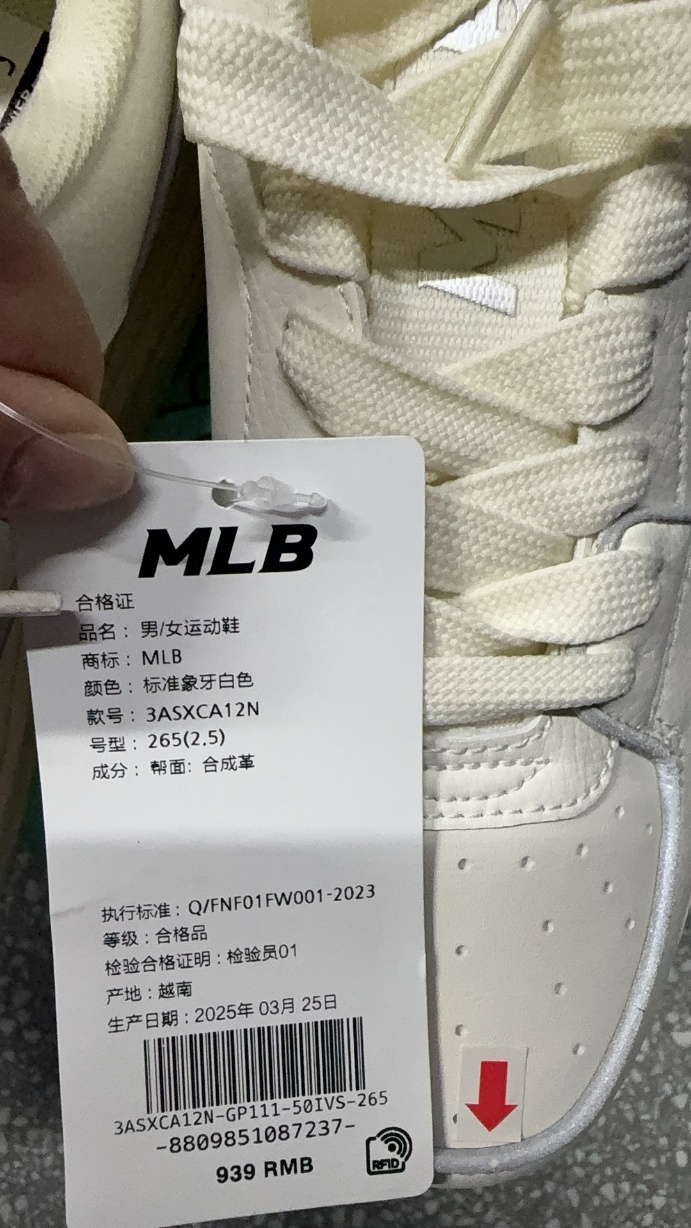 MLB
合格证
品名：男/女运动鞋
商标：MLB
颜色：标准象牙白色
款号：3ASXCA12N
号型：265(2.5)
成分：帮面: 合成革
执行标准：Q/FNF01FW001-2023
等级：合格品
检验合格证明：检验员01
产地：越南
生产日期：2025年 03月 25日
3ASXCA12N-GP111-50IVS-265
-8809851087237-
939 RMB
RFID